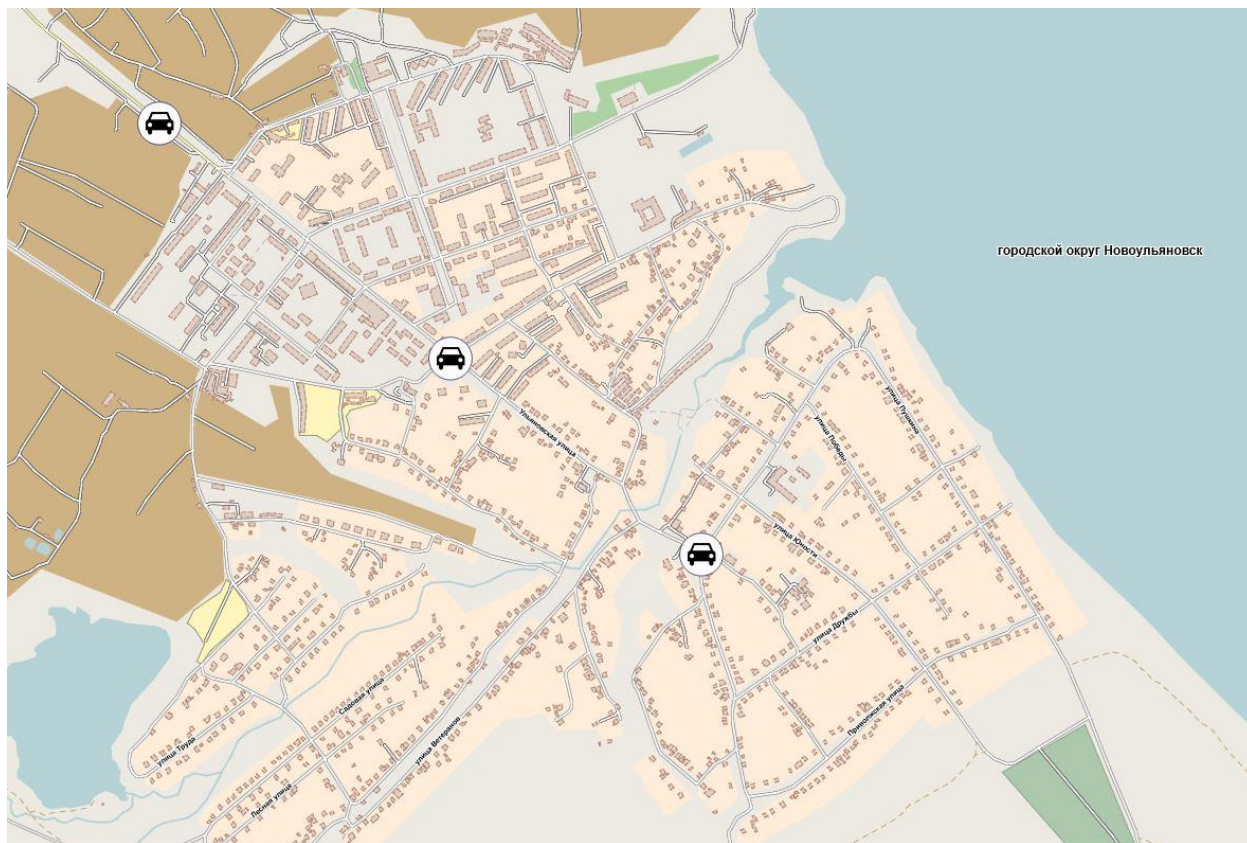 городской округ Новоульяновск
улица Пушкина
Ульяновская улица
улица Победы
улица Юности
улица Дружбы
Садовая улица
Приволжская улица
улица Ветеранов
улица Труда
Лесная улица